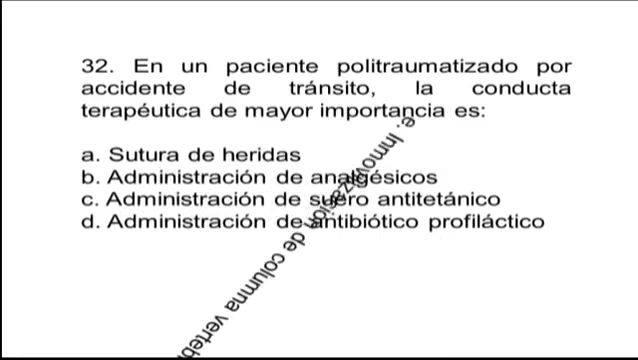 32. En un paciente politraumatizado por
accidente de tránsito, la conducta
terapéutica de mayor importancia es:
a. Sutura de heridas
b. Administración de analgésicos
c. Administración de suero antitetánico
d. Administración de antibiótico profiláctico
e. Inmovilización de columna verteb